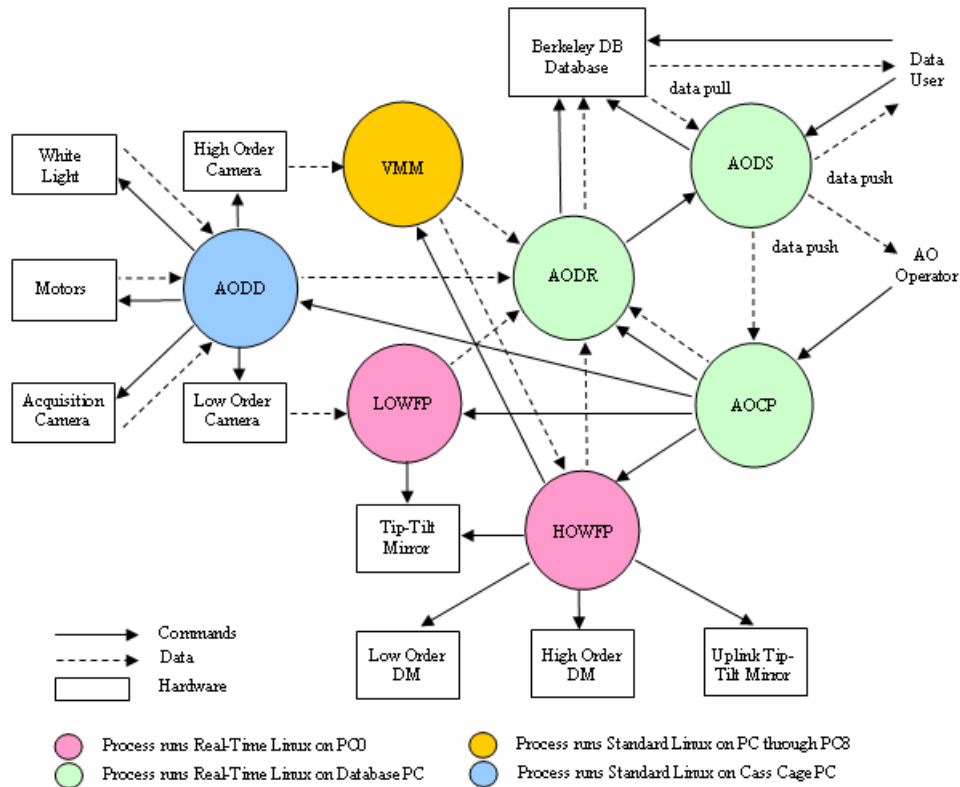 Berkeley DB
Database
Data
User
data pull
White
Light
High Order
Camera
VMM
AODS
data push
data push
Motors
AODD
AODR
AO
Operator
Acquisition
Camera
Low Order
Camera
LOWFP
AOCP
Tip-Tilt
Mirror
HOWFP
Commands
Data
Hardware
Low Order
DM
High Order
DM
Uplink Tip-
Tilt Mirror
Process runs Real-Time Linux on PC0
Process runs Standard Linux on PC through PC8
Process runs Real-Time Linux on Database PC
Process runs Standard Linux on Cass Cage PC